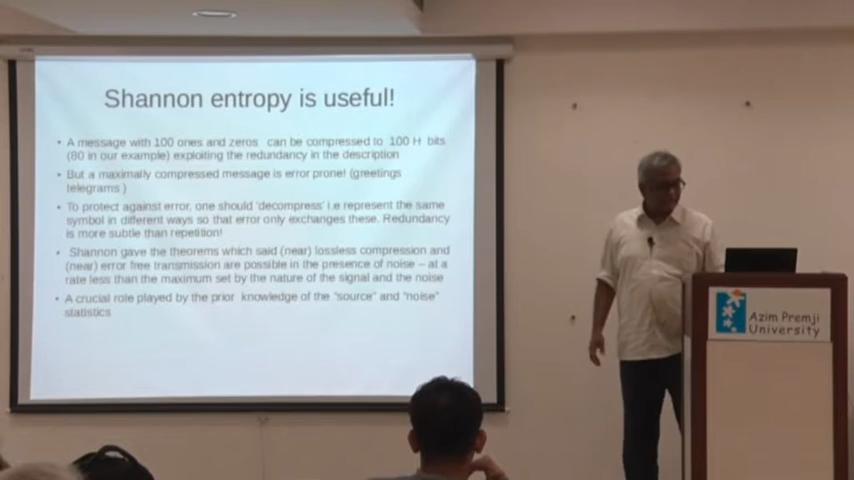 Shannon entropy is useful!
• A message with 100 ones and zeros can be compressed to 100 H bits
(80 in our example) exploiting the redundancy in the description
• But a maximally compressed message is error prone! (greetings
telegrams )
• To protect against error, one should 'decompress' i.e represent the same
symbol in different ways so that error only exchanges these. Redundancy
is more subtle than repetition!
• Shannon gave the theorems which said (near) lossless compression and
(near) error free transmission are possible in the presence of noise – at a
rate less than the maximum set by the nature of the signal and the noise
• A crucial role played by the prior knowledge of the "source" and "noise"
statistics
Azim Premji
University